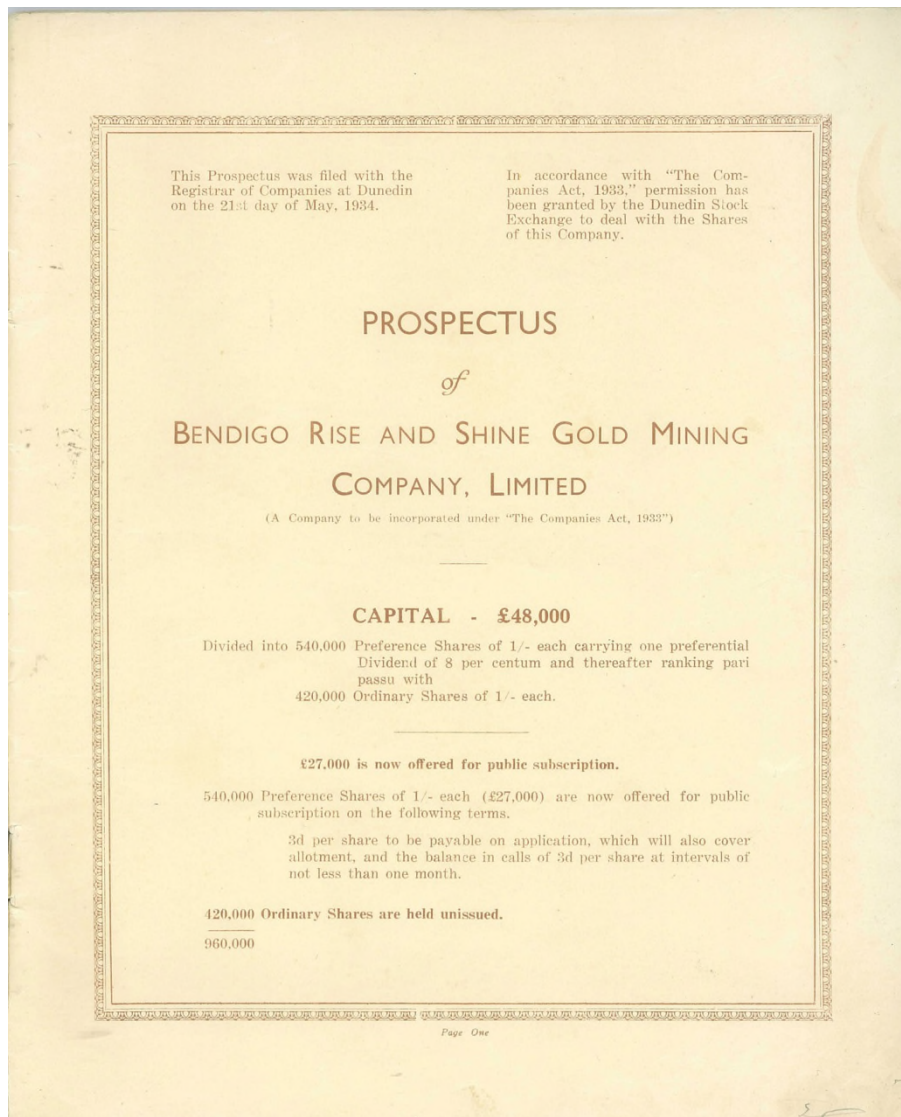 This Prospectus was filed with the
Registrar of Companies at Dunedin
on the 21st day of May, 1934.
In accordance with "The Com-
panies Act, 1933," permission has
been granted by the Dunedin Stock
Exchange to deal with the Shares
of this Company.
PROSPECTUS
of
BENDIGO RISE AND SHINE GOLD MINING
COMPANY, LIMITED
(A Company to be incorporated under "The Companies Act, 1933")
CAPITAL - £48,000
Divided into 540,000 Preference Shares of 1/- each carrying one preferential
Dividend of 8 per centum and thereafter ranking pari
passu with
420,000 Ordinary Shares of 1/- each.
£27,000 is now offered for public subscription.
540,000 Preference Shares of 1/- each (£27,000) are now offered for public
subscription on the following terms.
3d per share to be payable on application, which will also cover
allotment, and the balance in calls of 3d per share at intervals of
not less than one month.
420,000 Ordinary Shares are held unissued.
960,000
Page One